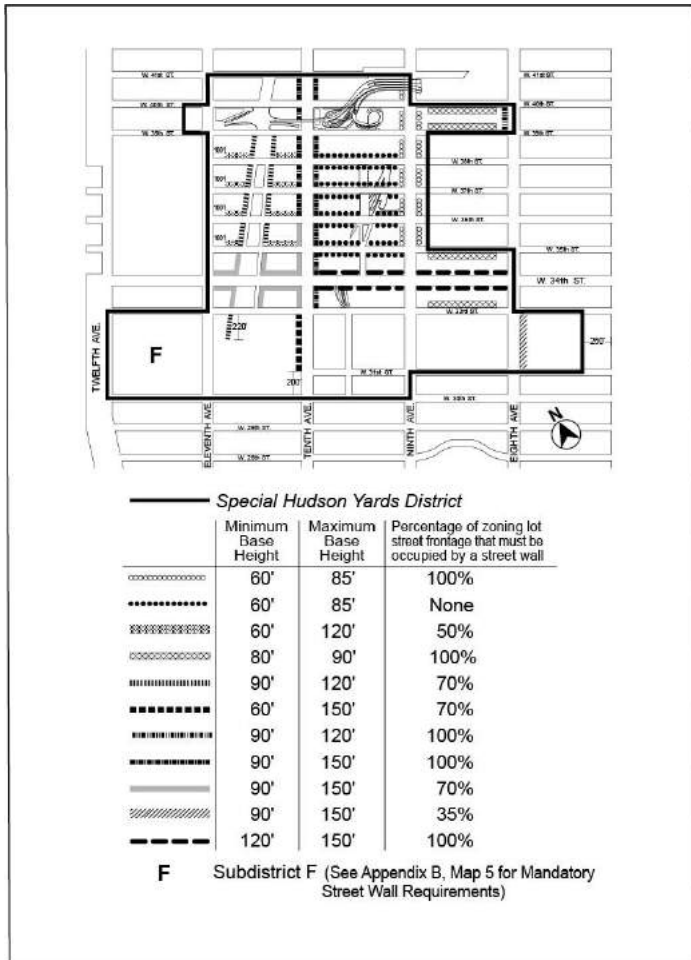 W. 41st ST.
W. 41st ST.
W. 40th ST.
W. 40th ST.
W. 39th ST.
W. 39th ST.
100'
W. 38th ST.
100'
W. 37th ST.
100'
W. 36th ST.
100'
W. 35th ST.
W. 34th ST.
W. 33rd ST.
220'
F
250'
200'
W. 31st ST.
W. 30th ST.
W. 29th ST.
TWELFTH AVE.
ELEVENTH AVE.
TENTH AVE.
NINTH AVE.
EIGHTH AVE.
N
Special Hudson Yards District
Minimum Base Height Maximum Base Height Percentage of zoning lot street frontage that must be occupied by a street wall
60' 85' 100%
60' 85' None
60' 120' 50%
80' 90' 100%
90' 120' 70%
60' 150' 70%
90' 120' 100%
90' 150' 100%
90' 150' 70%
90' 150' 35%
120' 150' 100%
F Subdistrict F (See Appendix B, Map 5 for Mandatory
Street Wall Requirements)